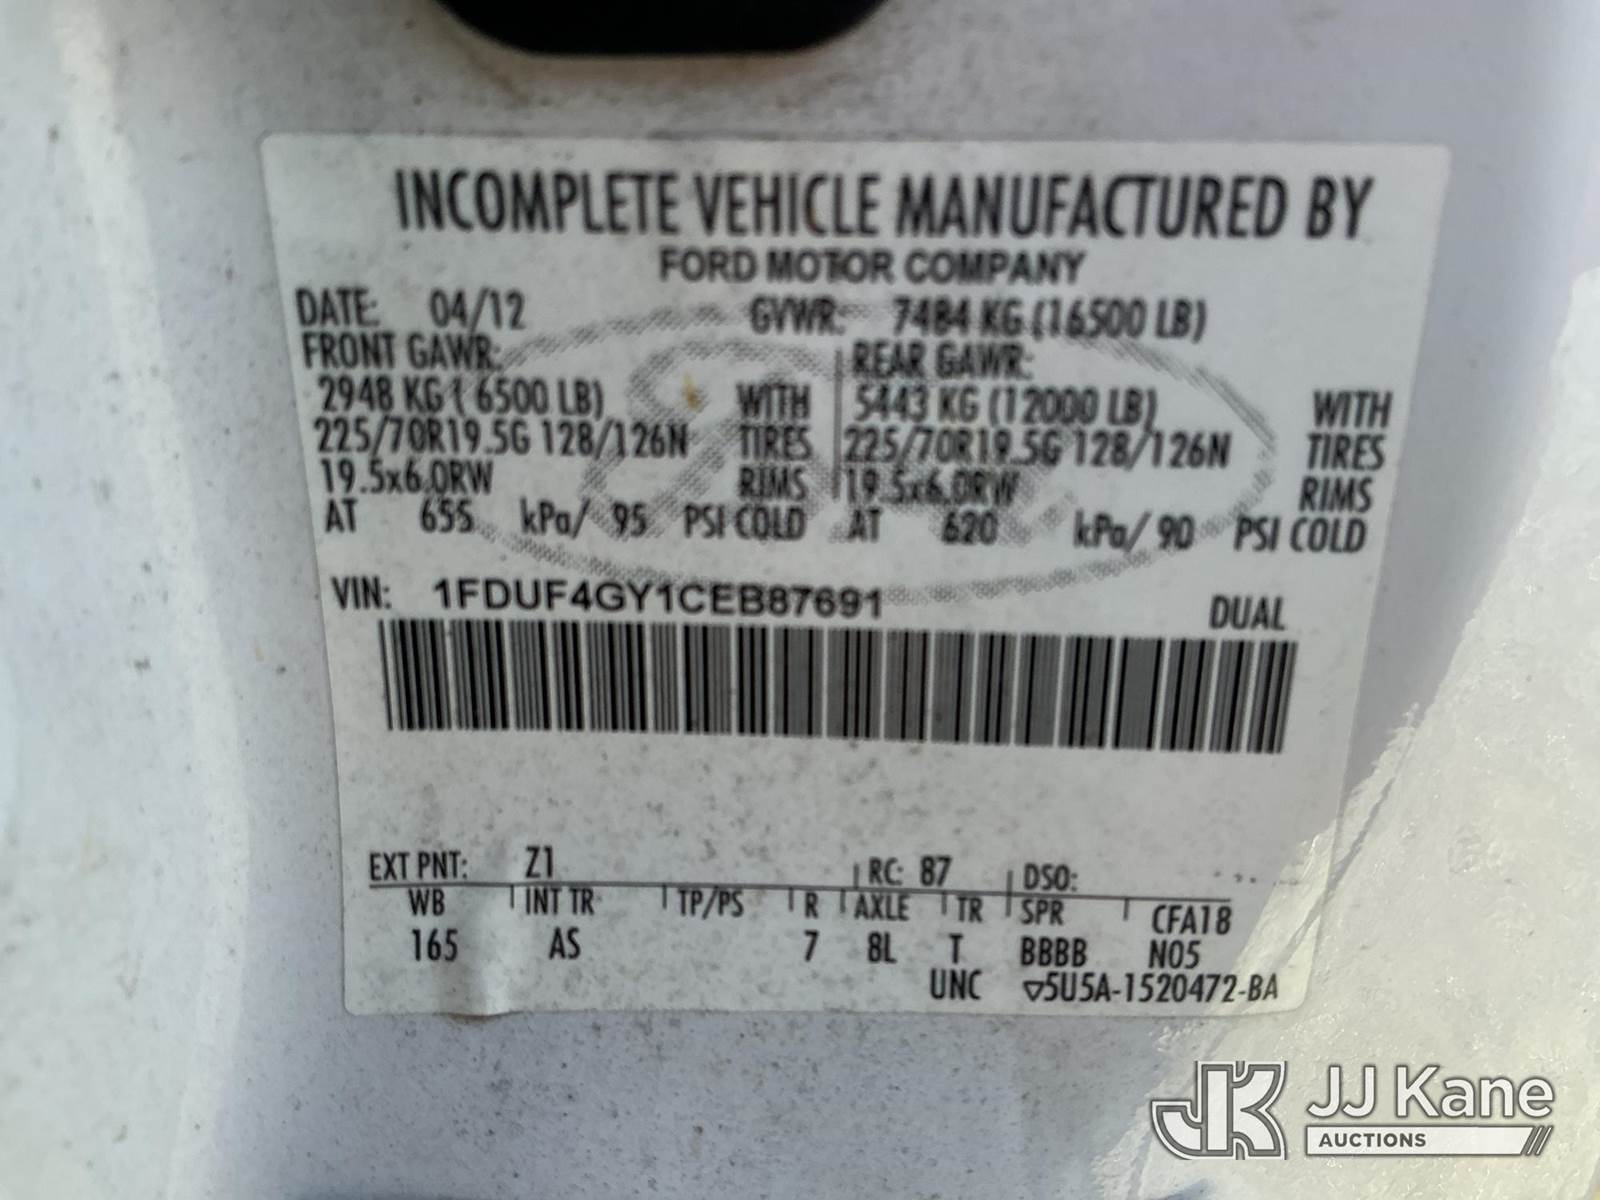 INCOMPLETE VEHICLE MANUFACTURED BY
FORD MOTOR COMPANY
DATE: 04/12 GVWR: 7484 KG (16500 LB)
FRONT GAWR: REAR GAWR:
2948 KG ( 6500 LB) WITH 5443 KG (12000 LB) WITH
225/70R19.5G 128/126N TIRES 225/70R19.5G 128/126N TIRES
19.5x6.0RW RIMS 19.5x6.0RW RIMS
AT 655 kPa/ 95 PSI COLD AT 620 kPa/ 90 PSI COLD
VIN: 1FDUF4GY1CEB87691 DUAL
EXT PNT: Z1 RC: 87 DSO:
WB INT TR TP/PS R AXLE TR SPR CFA18
165 AS 7 8L T BBBB N05
UNC ▽5U5A-1520472-BA
JK JJ Kane
AUCTIONS